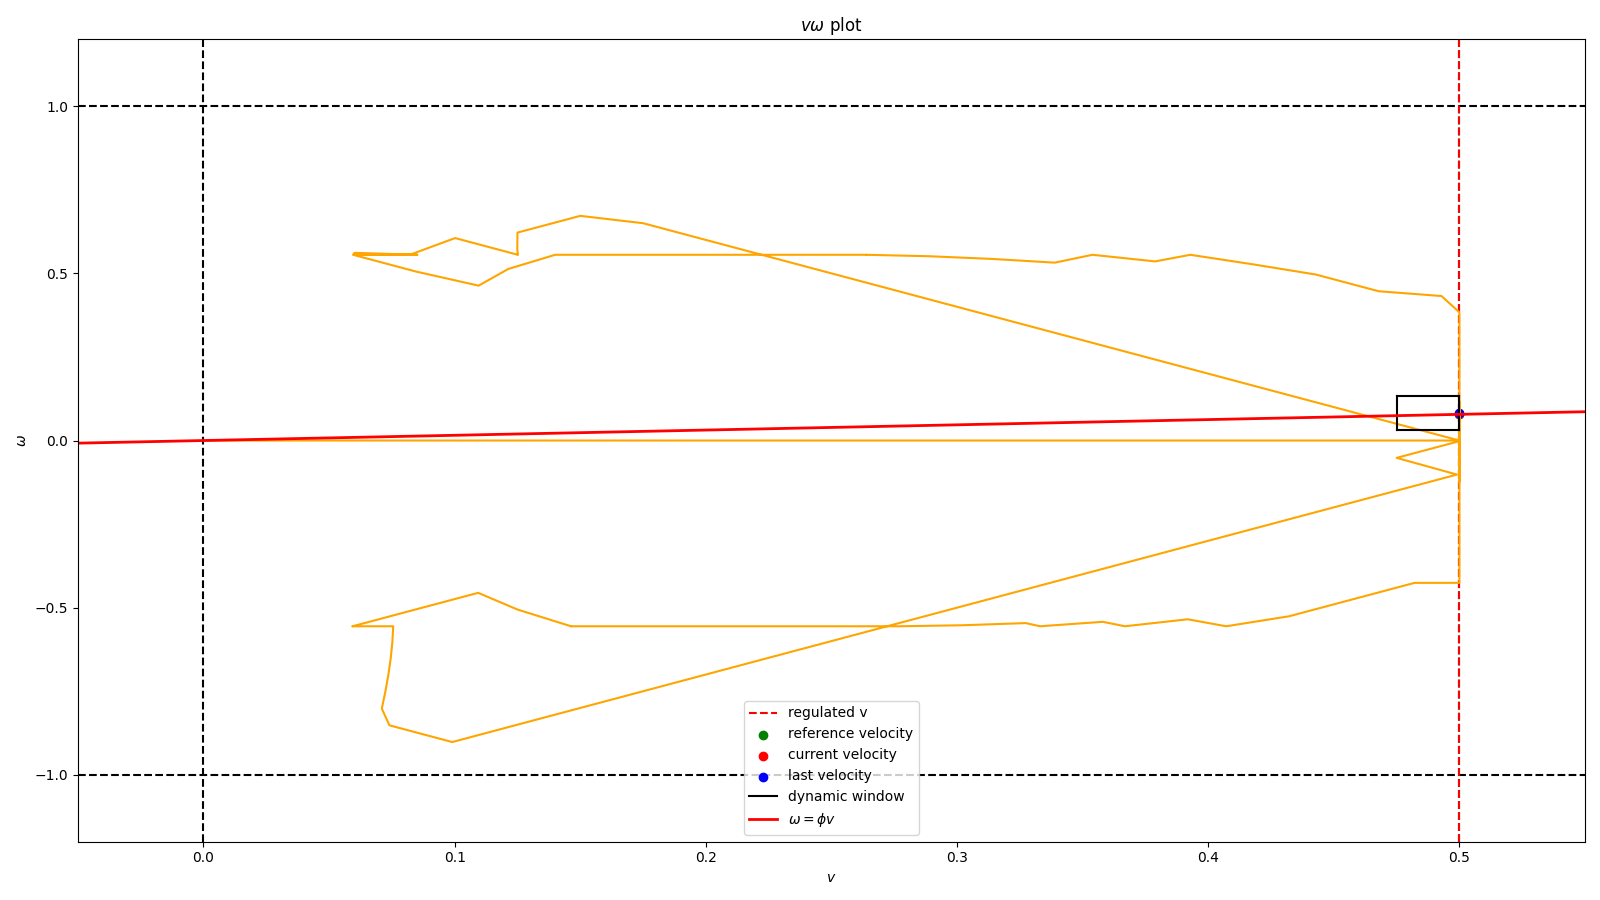 vω plot
1.0
0.5
0.0
−0.5
−1.0
ω
0.0
0.1
0.2
0.3
0.4
0.5
v
regulated v
reference velocity
current velocity
last velocity
dynamic window
ω = ϕv